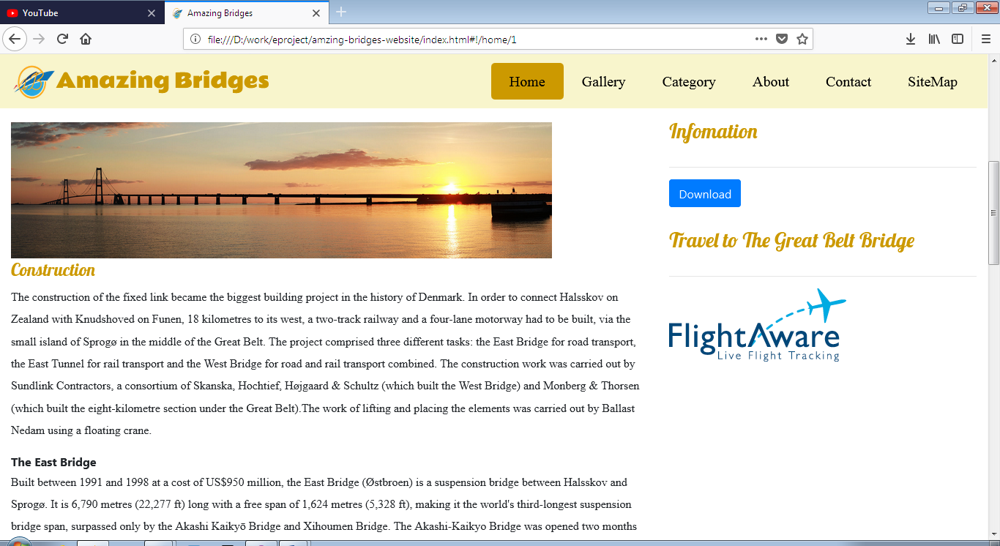 YouTube
Amazing Bridges
file:///D:/work/eproject/amzing-bridges-website/index.html#!/home/1
Amazing Bridges
Home
Gallery
Category
About
Contact
SiteMap
Construction
The construction of the fixed link became the biggest building project in the history of Denmark. In order to connect Halsskov on
Zealand with Knudshoved on Funen, 18 kilometres to its west, a two-track railway and a four-lane motorway had to be built, via the
small island of Sprogø in the middle of the Great Belt. The project comprised three different tasks: the East Bridge for road transport,
the East Tunnel for rail transport and the West Bridge for road and rail transport combined. The construction work was carried out by
Sundlink Contractors, a consortium of Skanska, Hochtief, Højgaard & Schultz (which built the West Bridge) and Monberg & Thorsen
(which built the eight-kilometre section under the Great Belt).The work of lifting and placing the elements was carried out by Ballast
Nedam using a floating crane.
The East Bridge
Built between 1991 and 1998 at a cost of US$950 million, the East Bridge (Østbroen) is a suspension bridge between Halsskov and
Sprogø. It is 6,790 metres (22,277 ft) long with a free span of 1,624 metres (5,328 ft), making it the world's third-longest suspension
bridge span, surpassed only by the Akashi Kaikyō Bridge and Xihoumen Bridge. The Akashi-Kaikyo Bridge was opened two months
Infomation
Download
Travel to The Great Belt Bridge
FlightAware
Live Flight Tracking